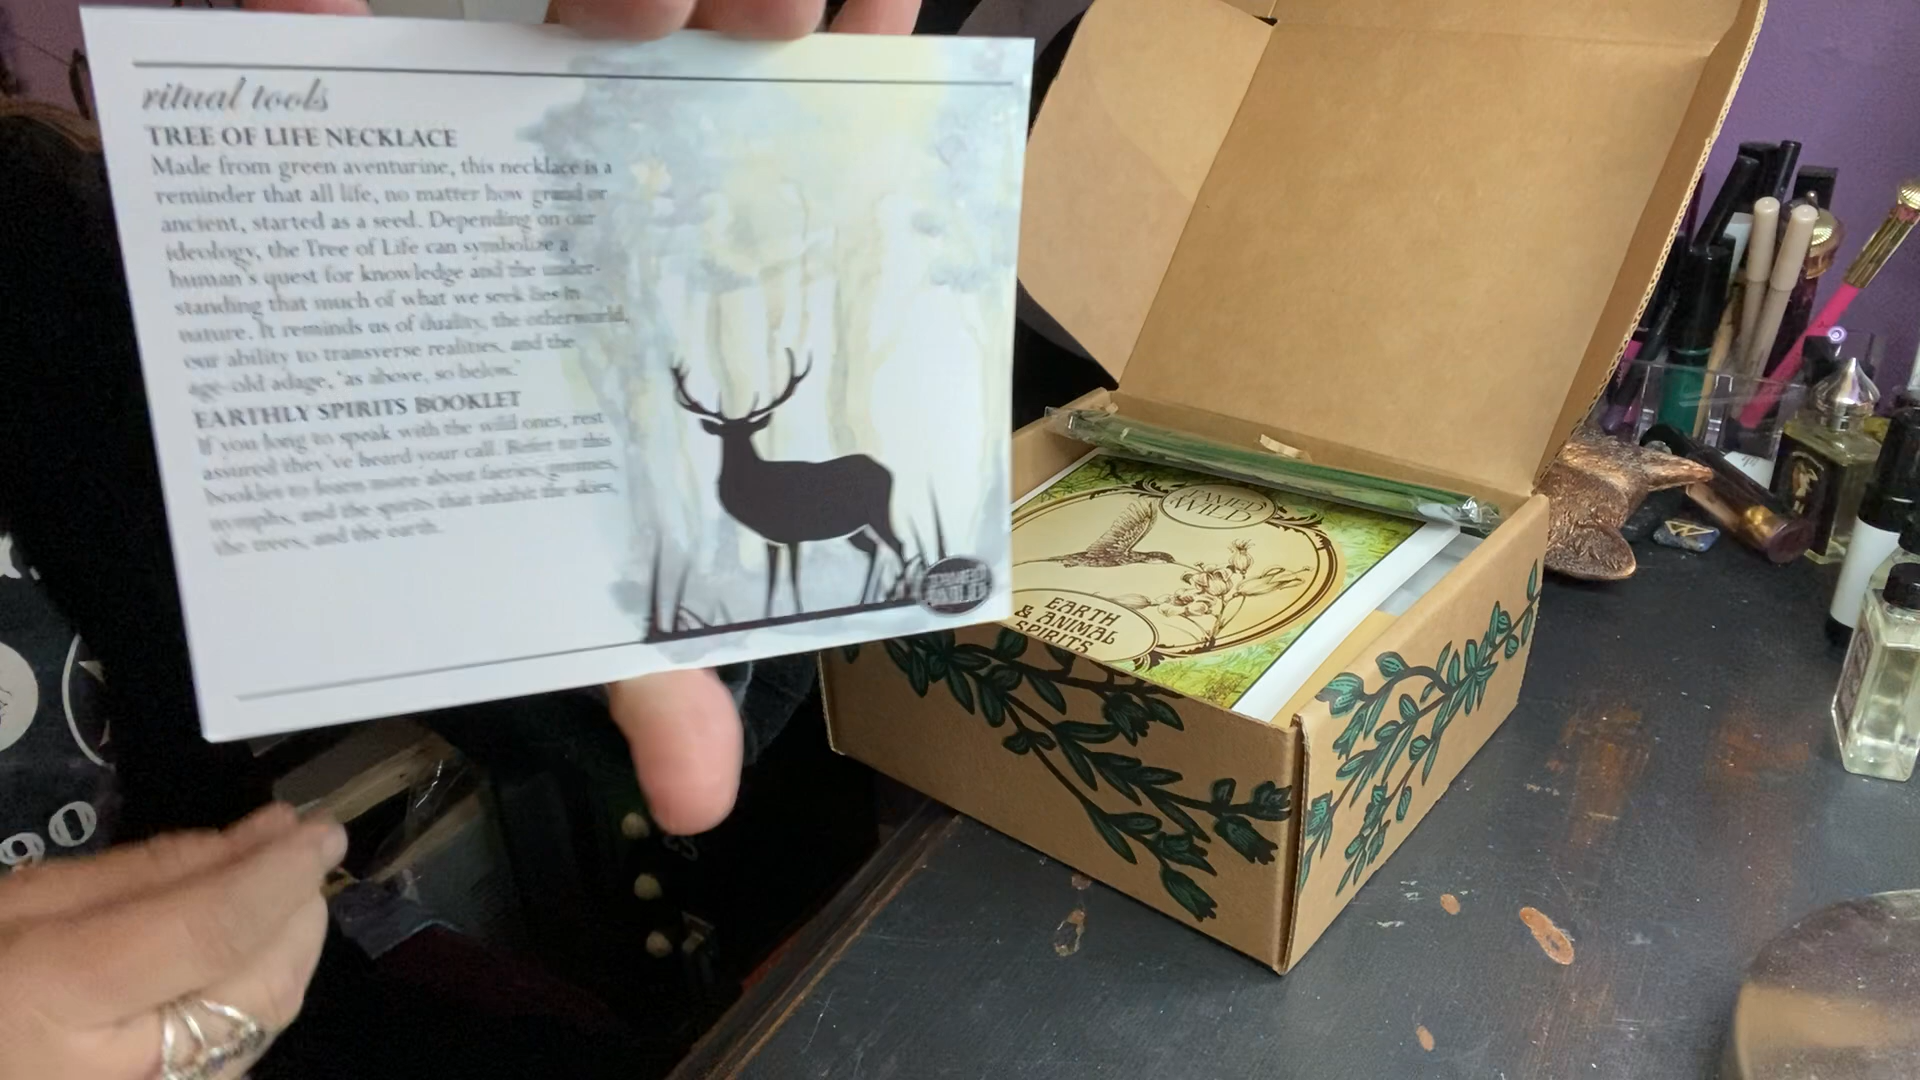 ritual tools
TREE OF LIFE NECKLACE
Made from green aventurine, this necklace is a
reminder that all life, no matter how grand or
ancient, started as a seed. Depending on our
ideology, the Tree of Life can symbolize a
human's quest for knowledge and the under-
standing that much of what we seek lies in
nature. It reminds us of duality, the otherworld,
our ability to transverse realities, and the
age-old adage, 'as above, so below.'
EARTHLY SPIRITS BOOKLET
If you long to speak with the wild ones, rest
assured they've heard your call. Refer to this
booklet to learn more about faeries, gnomes,
nymphs, and the spirits that inhabit the skies,
the trees, and the earth.
TAMED
WILD
TAMED
WILD
EARTH
& ANIMAL
SPIRITS
90